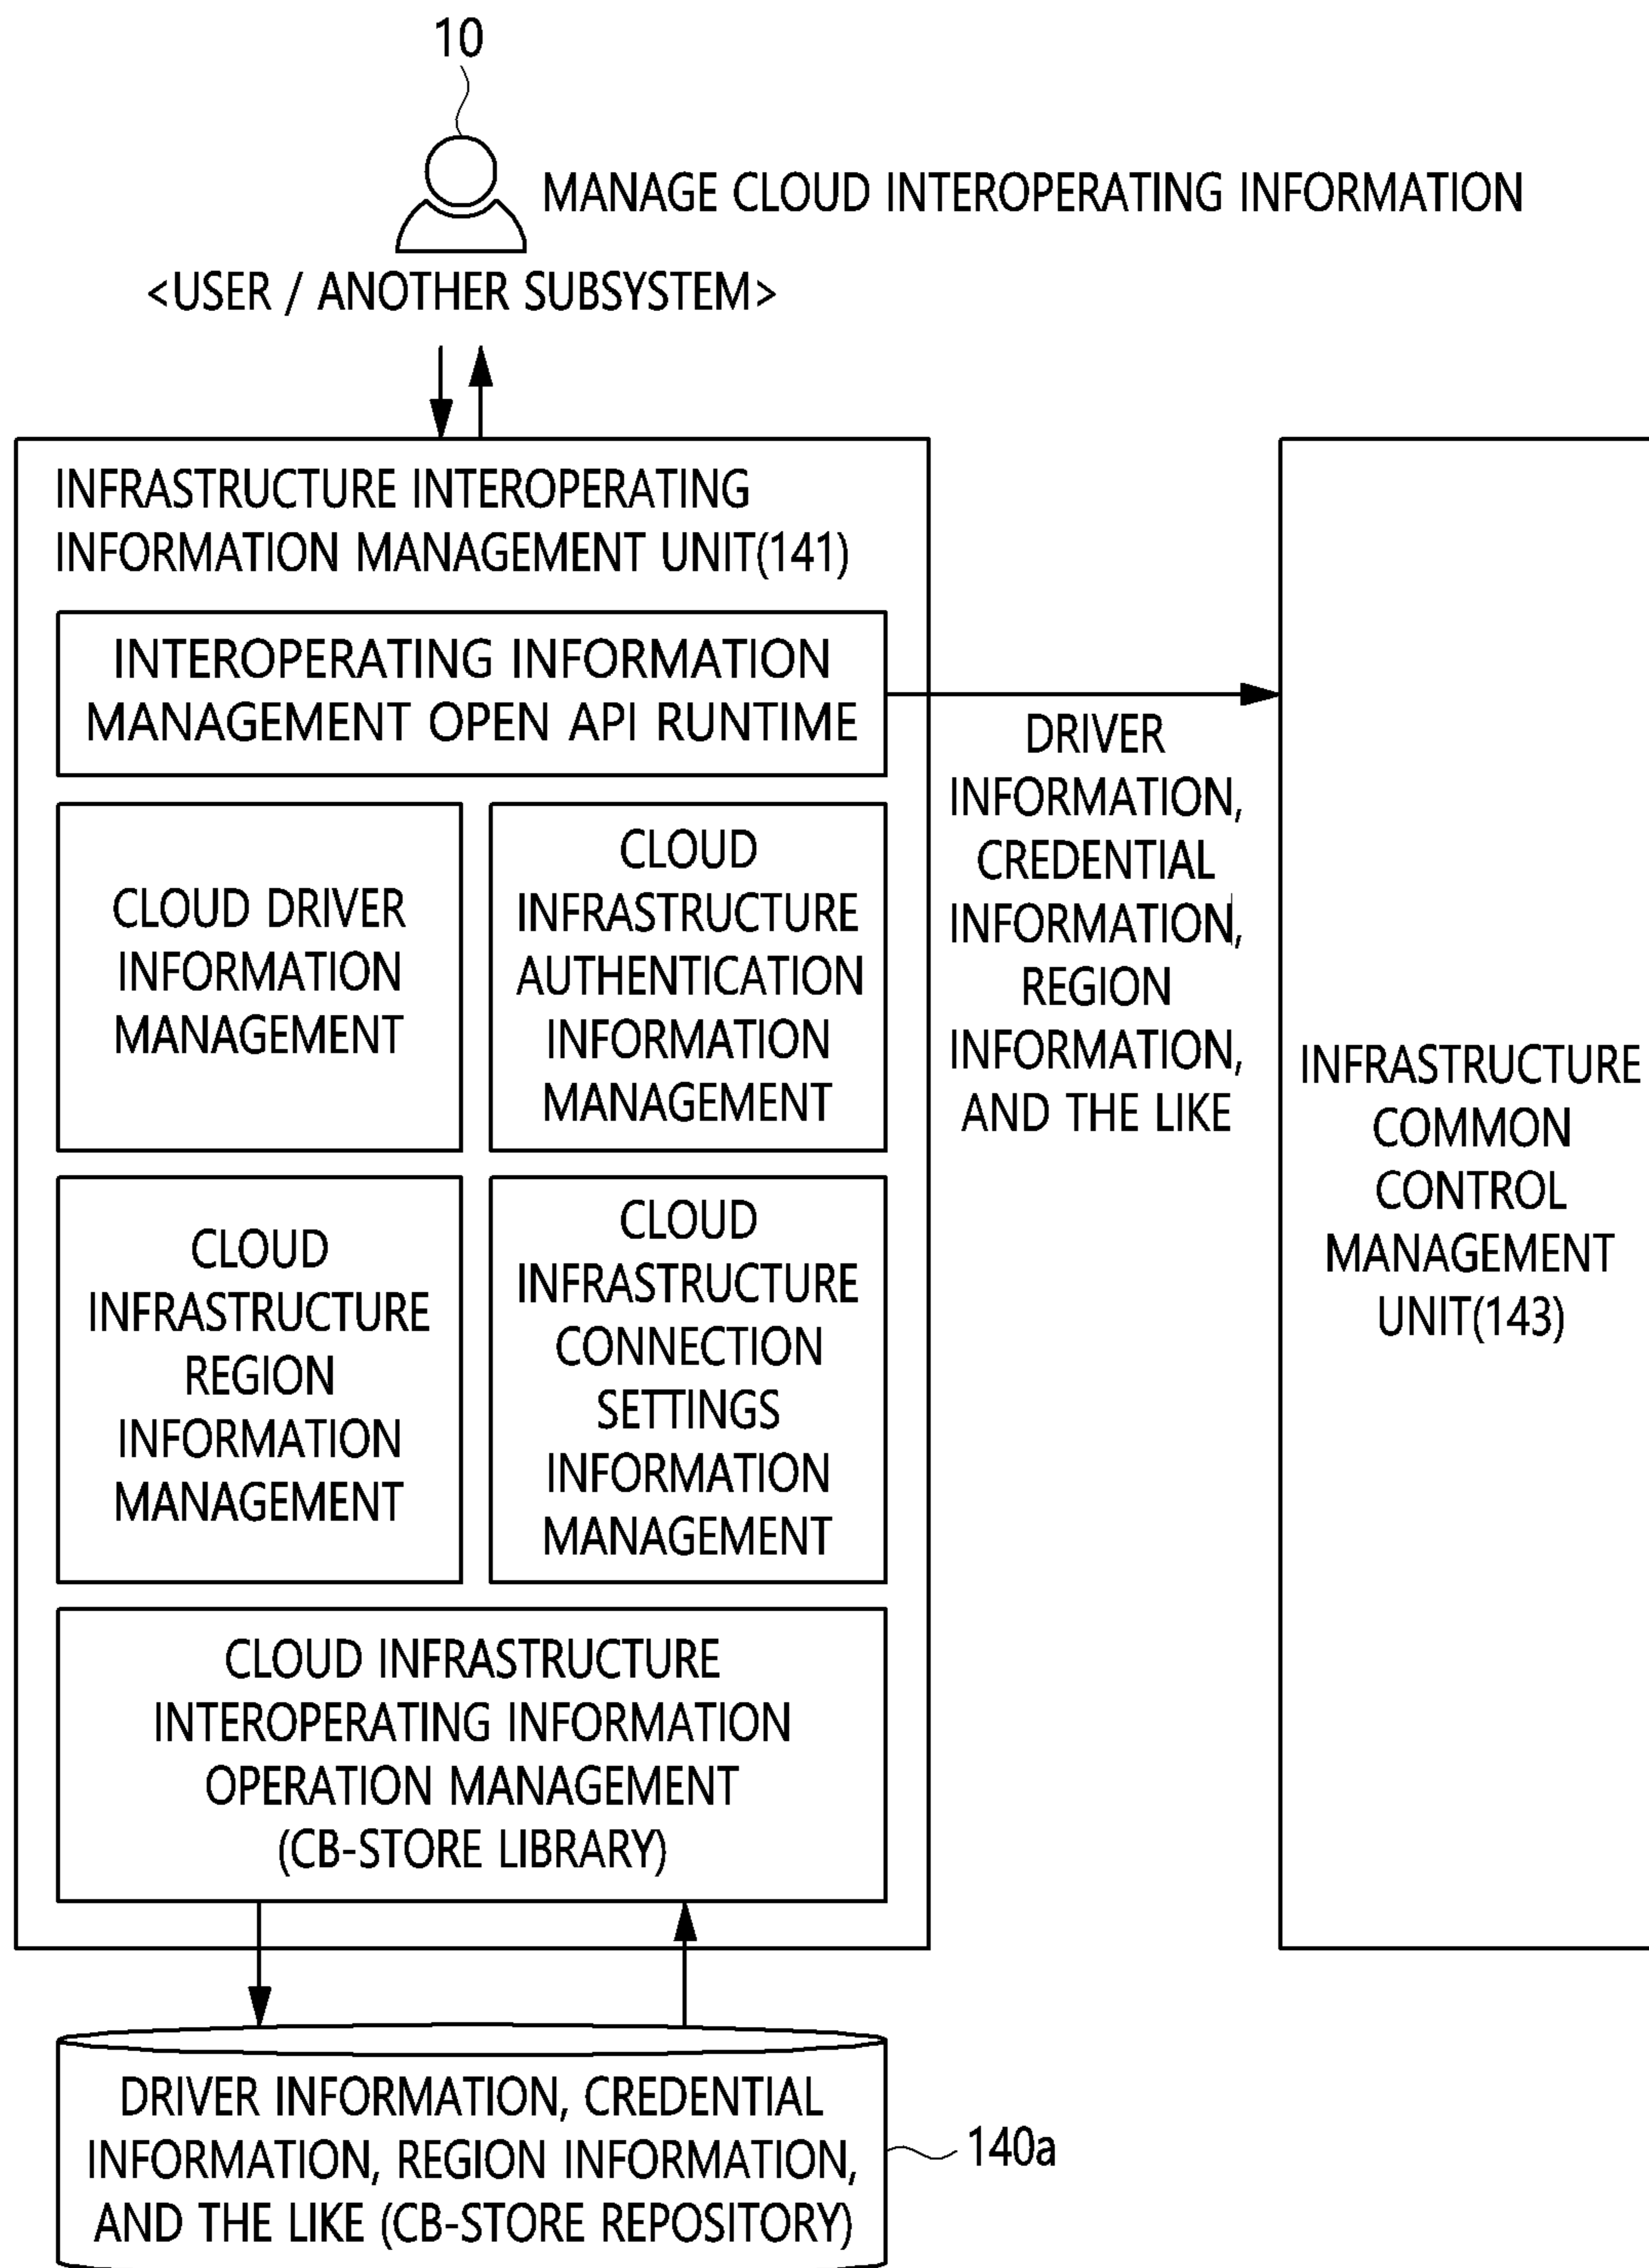 10
MANAGE CLOUD INTEROPERATING INFORMATION
<USER / ANOTHER SUBSYSTEM>
INFRASTRUCTURE INTEROPERATING
INFORMATION MANAGEMENT UNIT(141)
INTEROPERATING INFORMATION
MANAGEMENT OPEN API RUNTIME
CLOUD DRIVER
INFORMATION
MANAGEMENT
CLOUD
INFRASTRUCTURE
AUTHENTICATION
INFORMATION
MANAGEMENT
CLOUD
INFRASTRUCTURE
REGION
INFORMATION
MANAGEMENT
CLOUD
INFRASTRUCTURE
CONNECTION
SETTINGS
INFORMATION
MANAGEMENT
CLOUD INFRASTRUCTURE
INTEROPERATING INFORMATION
OPERATION MANAGEMENT
(CB-STORE LIBRARY)
DRIVER
INFORMATION,
CREDENTIAL
INFORMATION,
REGION
INFORMATION,
AND THE LIKE
INFRASTRUCTURE
COMMON
CONTROL
MANAGEMENT
UNIT(143)
DRIVER INFORMATION, CREDENTIAL
INFORMATION, REGION INFORMATION,
AND THE LIKE (CB-STORE REPOSITORY)
140a